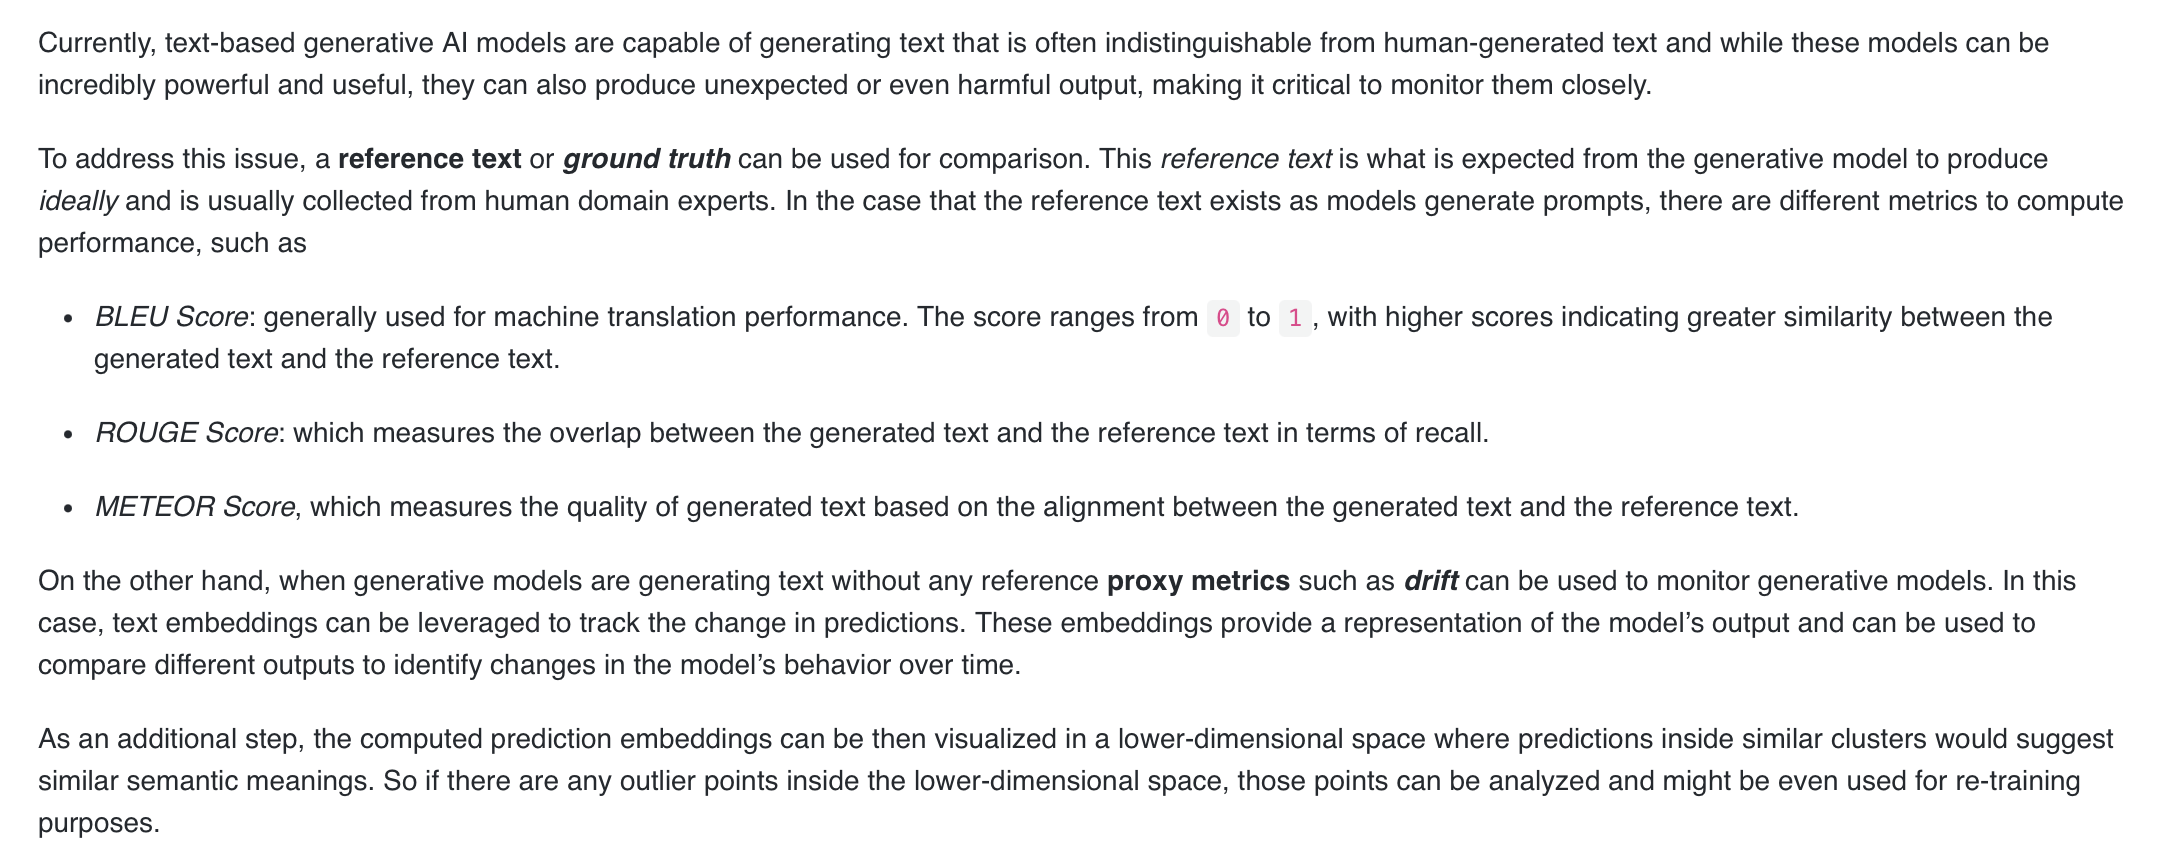 Currently, text-based generative AI models are capable of generating text that is often indistinguishable from human-generated text and while these models can be
incredibly powerful and useful, they can also produce unexpected or even harmful output, making it critical to monitor them closely.
To address this issue, a reference text or ground truth can be used for comparison. This reference text is what is expected from the generative model to produce
ideally and is usually collected from human domain experts. In the case that the reference text exists as models generate prompts, there are different metrics to compute
performance, such as
• BLEU Score: generally used for machine translation performance. The score ranges from 0 to 1, with higher scores indicating greater similarity between the
generated text and the reference text.
• ROUGE Score: which measures the overlap between the generated text and the reference text in terms of recall.
• METEOR Score, which measures the quality of generated text based on the alignment between the generated text and the reference text.
On the other hand, when generative models are generating text without any reference proxy metrics such as drift can be used to monitor generative models. In this
case, text embeddings can be leveraged to track the change in predictions. These embeddings provide a representation of the model’s output and can be used to
compare different outputs to identify changes in the model’s behavior over time.
As an additional step, the computed prediction embeddings can be then visualized in a lower-dimensional space where predictions inside similar clusters would suggest
similar semantic meanings. So if there are any outlier points inside the lower-dimensional space, those points can be analyzed and might be even used for re-training
purposes.